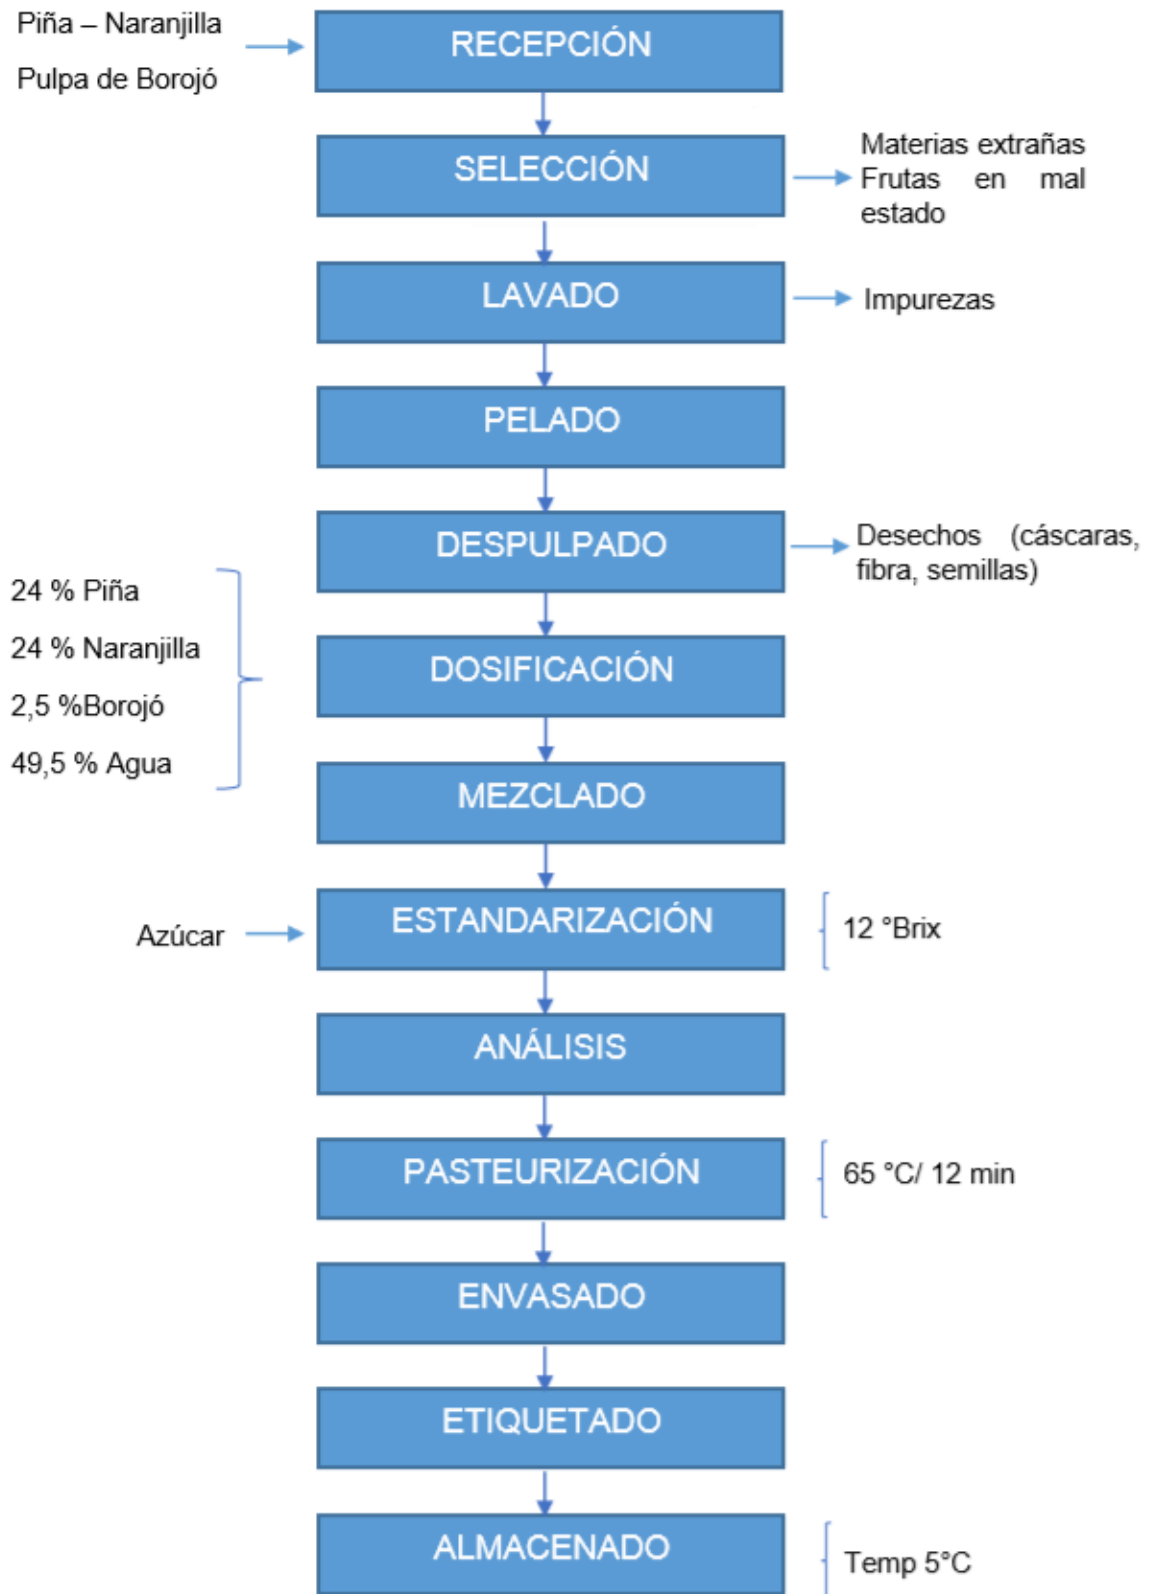 Piña – Naranjilla
Pulpa de Borojó
RECEPCIÓN
SELECCIÓN
Materias extrañas
Frutas en mal
estado
LAVADO
Impurezas
PELADO
DESPULPADO
Desechos (cáscaras,
fibra, semillas)
24 % Piña
24 % Naranjilla
2,5 %Borojó
49,5 % Agua
DOSIFICACIÓN
MEZCLADO
Azúcar
ESTANDARIZACIÓN
12 °Brix
ANÁLISIS
PASTEURIZACIÓN
65 °C/ 12 min
ENVASADO
ETIQUETADO
ALMACENADO
Temp 5°C